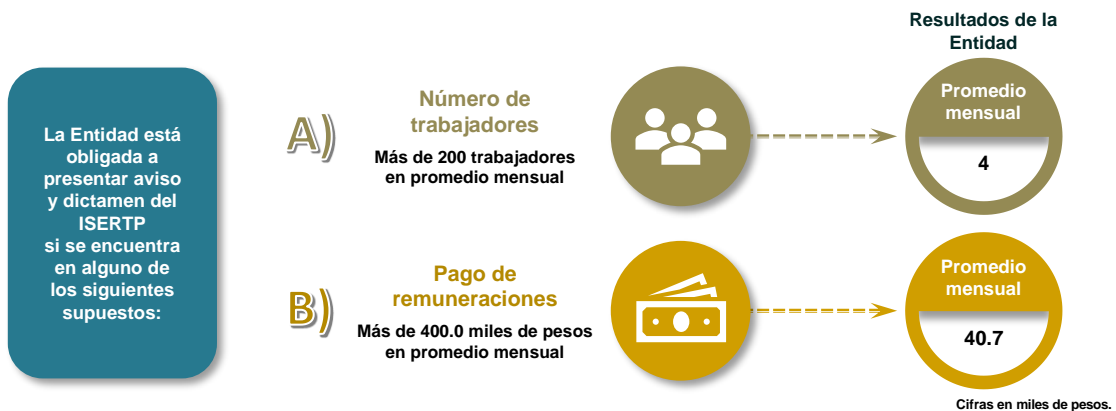 La Entidad está
obligada a
presentar aviso
y dictamen del
ISERTP
si se encuentra
en alguno de
los siguientes
supuestos:
A)
Número de
trabajadores
Más de 200 trabajadores
en promedio mensual
Resultados de la
Entidad
Promedio
mensual
4
B)
Pago de
remuneraciones
Más de 400.0 miles de pesos
en promedio mensual
Promedio
mensual
40.7
Cifras en miles de pesos.